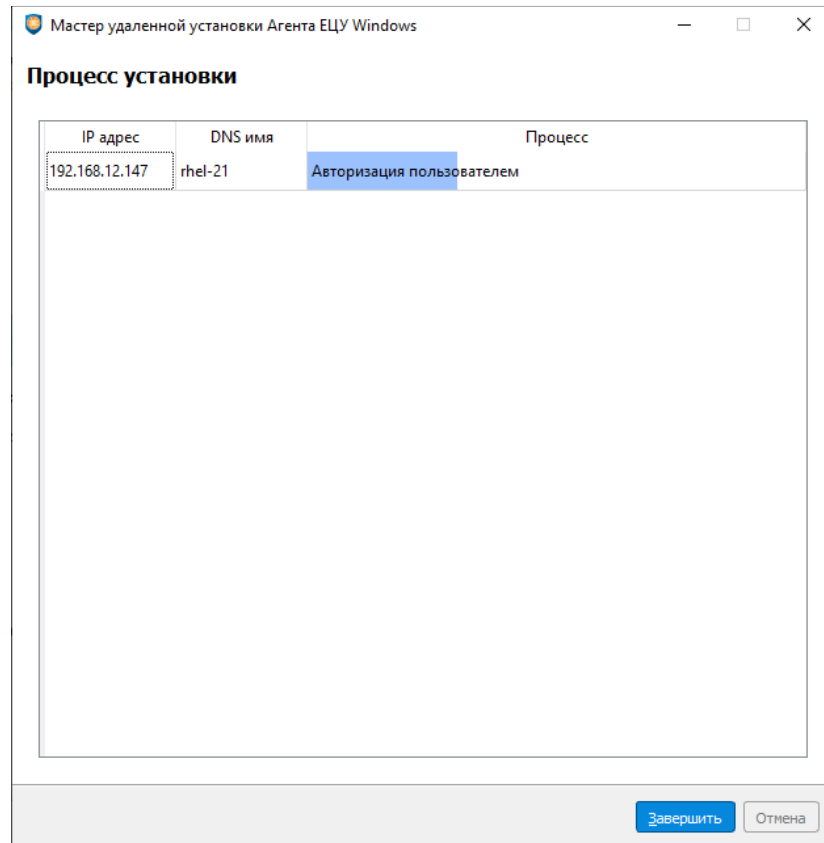 Мастер удаленной установки Агента ЕЦУ Windows
Процесс установки
IP адрес DNS имя Процесс
192.168.12.147 rhel-21 Авторизация пользователем
Завершить Отмена